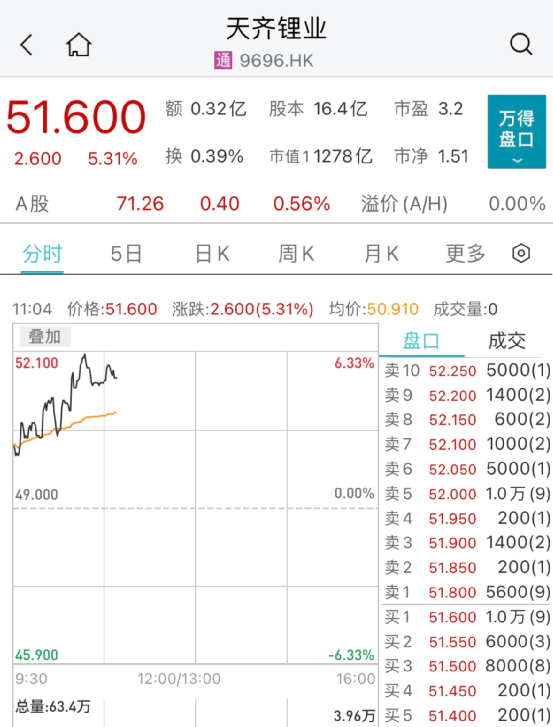 天齐锂业
通 9696.HK
51.600 额 0.32亿 股本 16.4亿 市盈 3.2 万得
盘口
2.600 5.31% 换 0.39% 市值1 1278亿 市净 1.51
A股 71.26 0.40 0.56% 溢价(A/H) 0.00%
分时 5日 日K 周K 月K 更多
11:04 价格:51.600 涨跌:2.600(5.31%) 均价:50.910 成交量:0
叠加
52.100 6.33%
49.000 0.00%
45.900 -6.33%
9:30 12:00/13:00 16:00
总量:63.4万
3.96万
盘口 成交
卖10 52.250 5000(1)
卖9 52.200 1400(2)
卖8 52.150 600(2)
卖7 52.100 1000(2)
卖6 52.050 5000(1)
卖5 52.000 1.0万(9)
卖4 51.950 200(1)
卖3 51.900 1400(2)
卖2 51.850 200(1)
卖1 51.800 5600(9)
买1 51.600 1.0万(9)
买2 51.550 6000(3)
买3 51.500 8000(8)
买4 51.450 200(1)
买5 51.400 200(1)